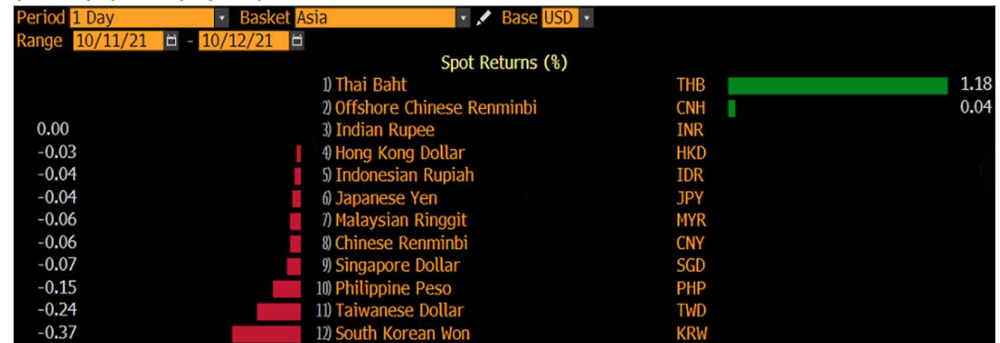 Period 1 Day Basket Asia Base USD
Range 10/11/21 - 10/12/21
Spot Returns (%)
1) Thai Baht THB 1.18
2) Offshore Chinese Renminbi CNH 0.04
0.00 3) Indian Rupee INR
-0.03 4) Hong Kong Dollar HKD
-0.04 5) Indonesian Rupiah IDR
-0.04 6) Japanese Yen JPY
-0.06 7) Malaysian Ringgit MYR
-0.06 8) Chinese Renminbi CNY
-0.07 9) Singapore Dollar SGD
-0.15 10) Philippine Peso PHP
-0.24 11) Taiwanese Dollar TWD
-0.37 12) South Korean Won KRW